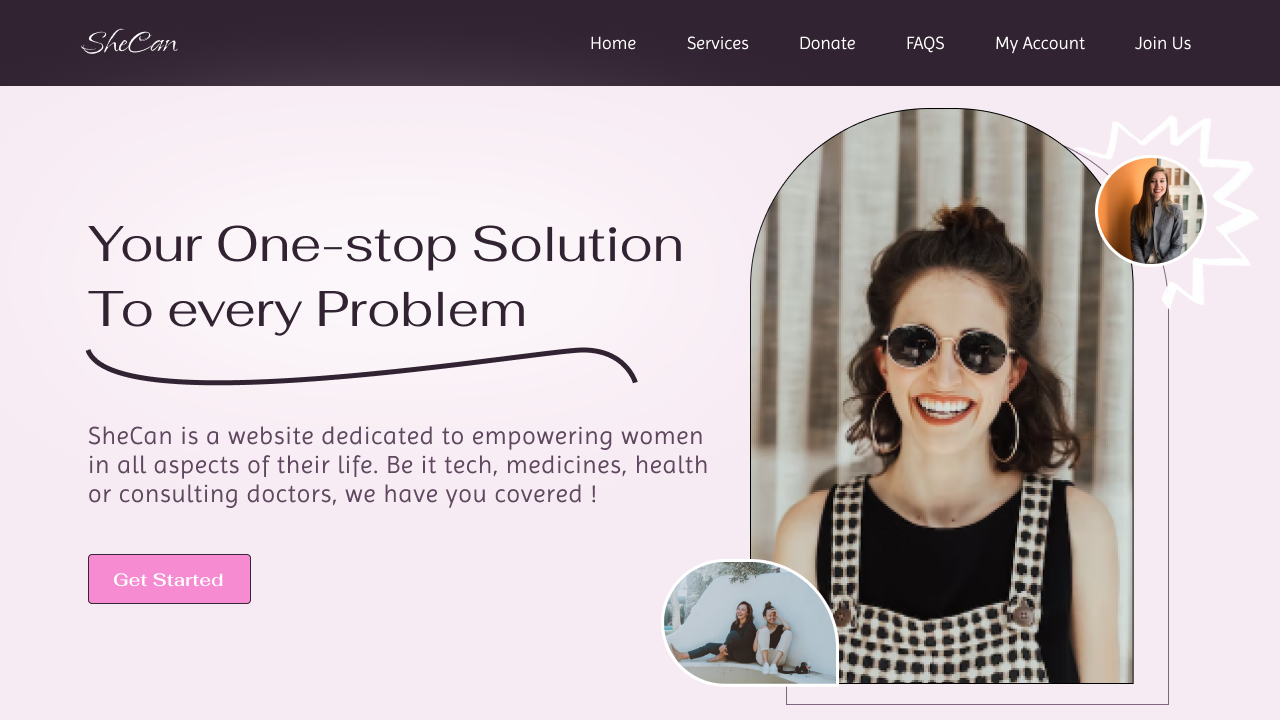 SheCan
Home Services Donate FAQS My Account Join Us
Your One-stop Solution
To every Problem
SheCan is a website dedicated to empowering women
in all aspects of their life. Be it tech, medicines, health
or consulting doctors, we have you covered !
Get Started